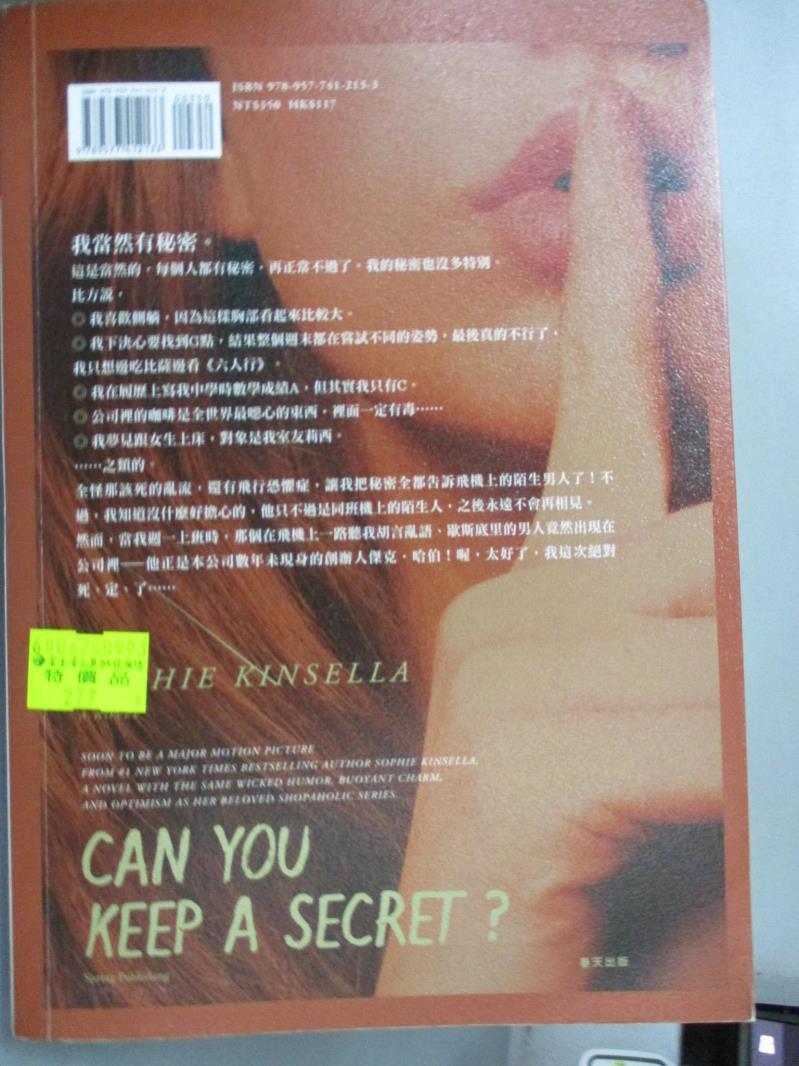 ISBN 978-957-741-213-3
NT$350 HK$117
00350
我當然有秘密。
這是當然的，每個人都有秘密，再正常不過了。我的秘密也沒多特別。
比方說，
我喜歡側躺，因為這樣胸部看起來比較大。
我下決心要找到G點，結果整個週末都在嘗試不同的姿勢，最後真的不行了，
我只想邊吃比薩邊看《六人行》。
我在履歷上寫我中學時數學成績A，但其實我只有C。
公司裡的咖啡是全世界最噁心的東西，裡面一定有毒……
我夢見跟女生上床，對象是我室友莉西。
……之類的。
全怪那該死的亂流，還有飛行恐懼症，讓我把秘密全都告訴飛機上的陌生男人了！不
過，我知道沒什麼好擔心的，他只不過是同班機上的陌生人，之後永遠不會再相見。
然而，當我週一上班時，那個在飛機上一路聽我胡言亂語、歇斯底里的男人竟然出現在
公司裡──他正是本公司數年未現身的創辦人傑克．哈伯！喔，太好了，我這次絕對
死、定、了……
特價品
277
HIE KINSELLA
SOON TO BE A MAJOR MOTION PICTURE
FROM #1 NEW YORK TIMES BESTSELLING AUTHOR SOPHIE KINSELLA,
A NOVEL WITH THE SAME WICKED HUMOR, BUOYANT CHARM,
AND OPTIMISM AS HER BELOVED SHOPAHOLIC SERIES.
CAN YOU
KEEP A SECRET ?
Spring Publishing
春天出版